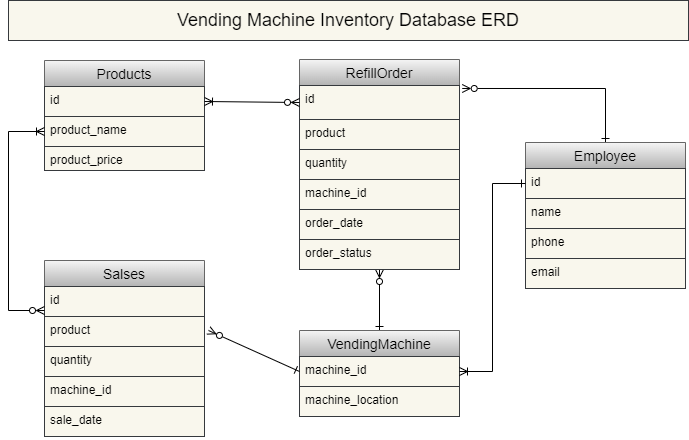 Vending Machine Inventory Database ERD
Products
id
product_name
product_price
RefillOrder
id
product
quantity
machine_id
order_date
order_status
Employee
id
name
phone
email
Salses
id
product
quantity
machine_id
sale_date
VendingMachine
machine_id
machine_location